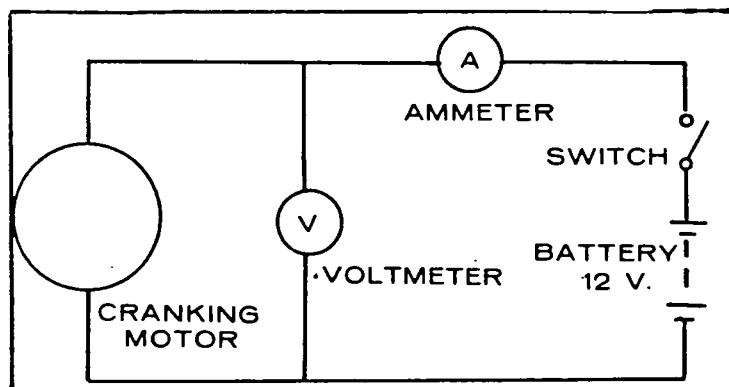 A
AMMETER
SWITCH
V
VOLTMETER
BATTERY
12 V.
CRANKING
MOTOR